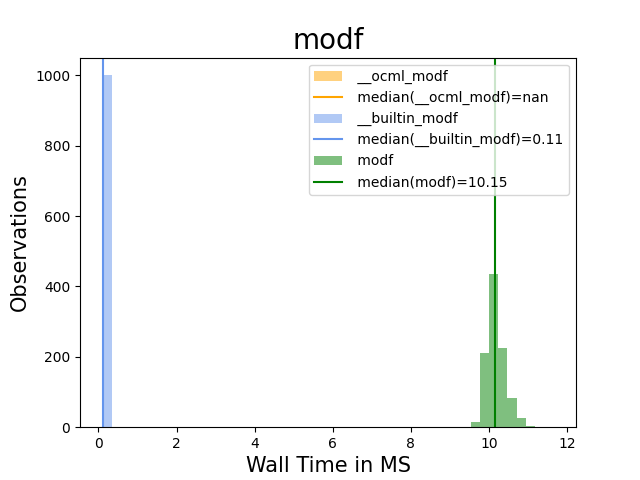 modf
1000
800
600
400
200
0
Observations
__ocml_modf
median(__ocml_modf)=nan
__builtin_modf
median(__builtin_modf)=0.11
modf
median(modf)=10.15
0 2 4 6 8 10 12
Wall Time in MS